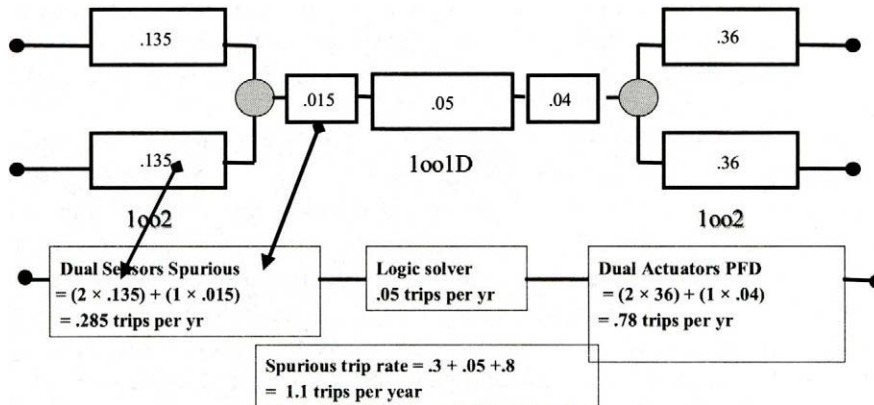 .135
.36
.015
.05
.04
.135
1oo1D
.36
1oo2
1oo2
Dual Sensors Spurious
= (2 × .135) + (1 × .015)
= .285 trips per yr
Logic solver
.05 trips per yr
Dual Actuators PFD
= (2 × 36) + (1 × .04)
= .78 trips per yr
Spurious trip rate = .3 + .05 +.8
= 1.1 trips per year